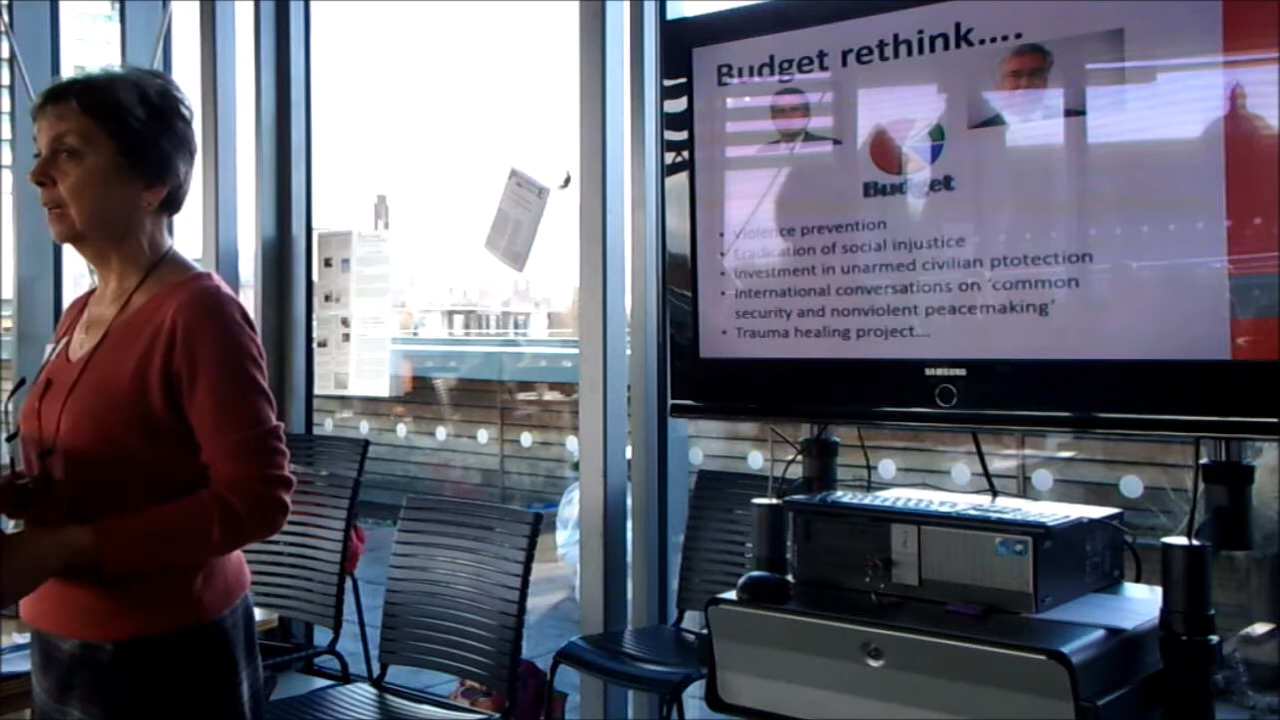 Budget rethink....
Budget
• Violence prevention
• Eradication of social injustice
• Investment in unarmed civilian ptotection
• International conversations on 'common
security and nonviolent peacemaking'
• Trauma healing project...
SAMSUNG